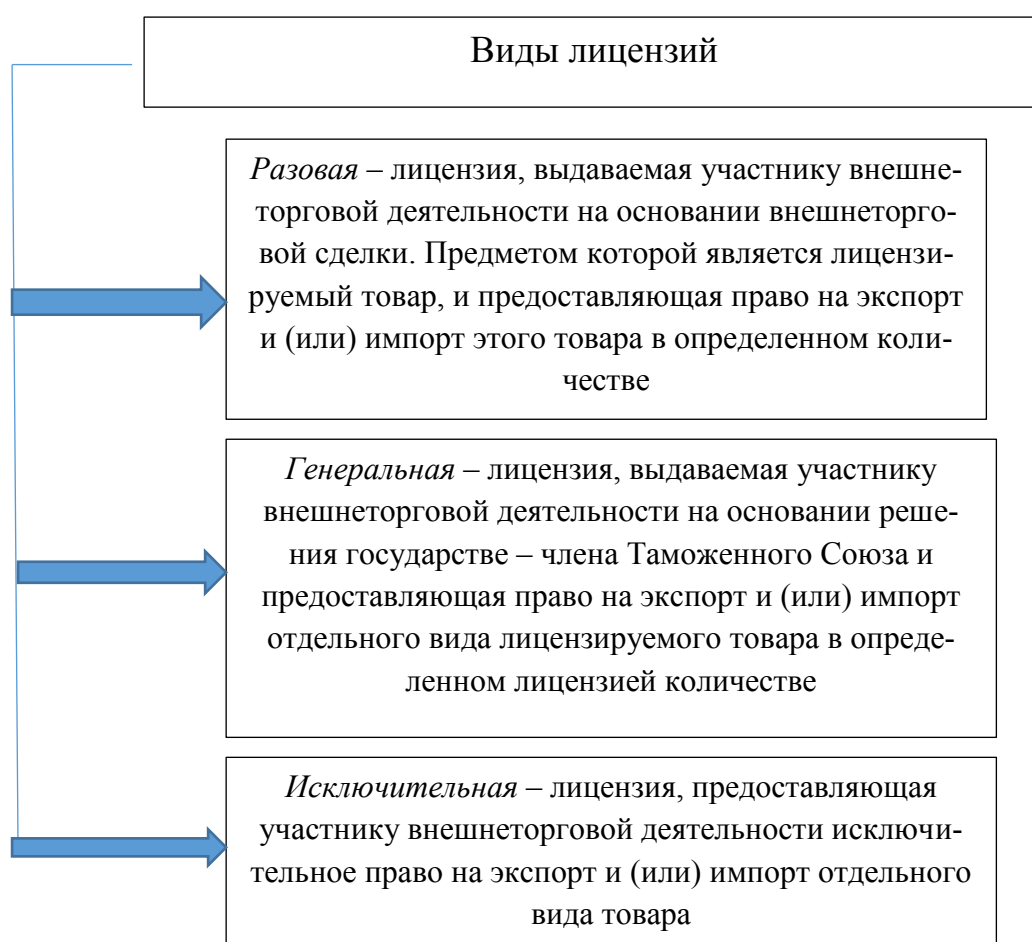 Виды лицензий
Разовая – лицензия, выдаваемая участнику внешне-
торговой деятельности на основании внешнеторго-
вой сделки. Предметом которой является лицензи-
руемый товар, и предоставляющая право на экспорт
и (или) импорт этого товара в определенном коли-
честве
Генеральная – лицензия, выдаваемая участнику
внешнеторговой деятельности на основании реше-
ния государстве – члена Таможенного Союза и
предоставляющая право на экспорт и (или) импорт
отдельного вида лицензируемого товара в опреде-
ленном лицензией количестве
Исключительная – лицензия, предоставляющая
участнику внешнеторговой деятельности исключи-
тельное право на экспорт и (или) импорт отдельного
вида товара